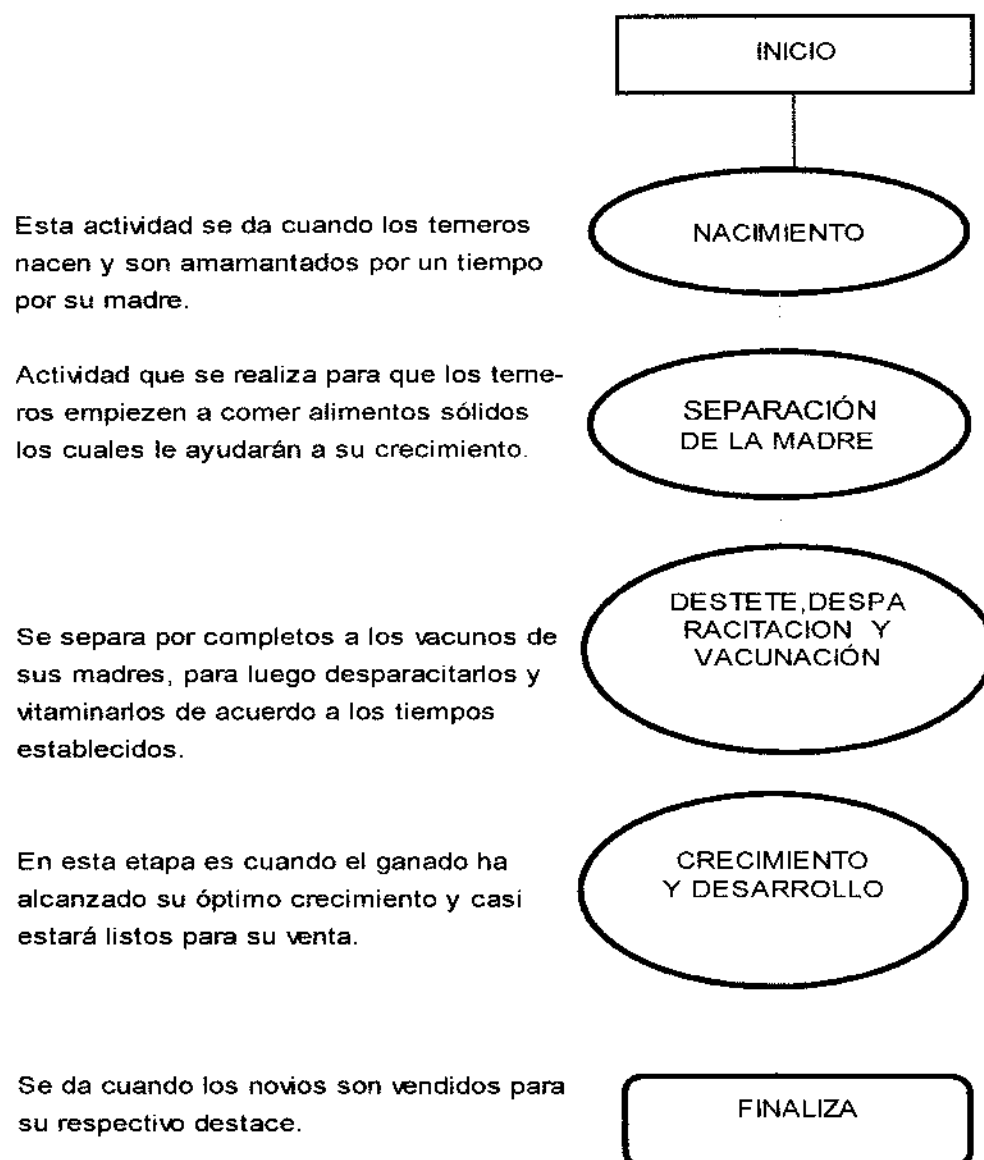 INICIO
NACIMIENTO
Esta actividad se da cuando los terneros
nacen y son amamantados por un tiempo
por su madre.
SEPARACIÓN
DE LA MADRE
Actividad que se realiza para que los terne-
ros empiezen a comer alimentos sólidos
los cuales le ayudarán a su crecimiento.
DESTETE,DESPA
RACITACION Y
VACUNACIÓN
Se separa por completos a los vacunos de
sus madres, para luego desparacitarlos y
vitaminarlos de acuerdo a los tiempos
establecidos.
CRECIMIENTO
Y DESARROLLO
En esta etapa es cuando el ganado ha
alcanzado su óptimo crecimiento y casi
estará listos para su venta.
FINALIZA
Se da cuando los novios son vendidos para
su respectivo destace.